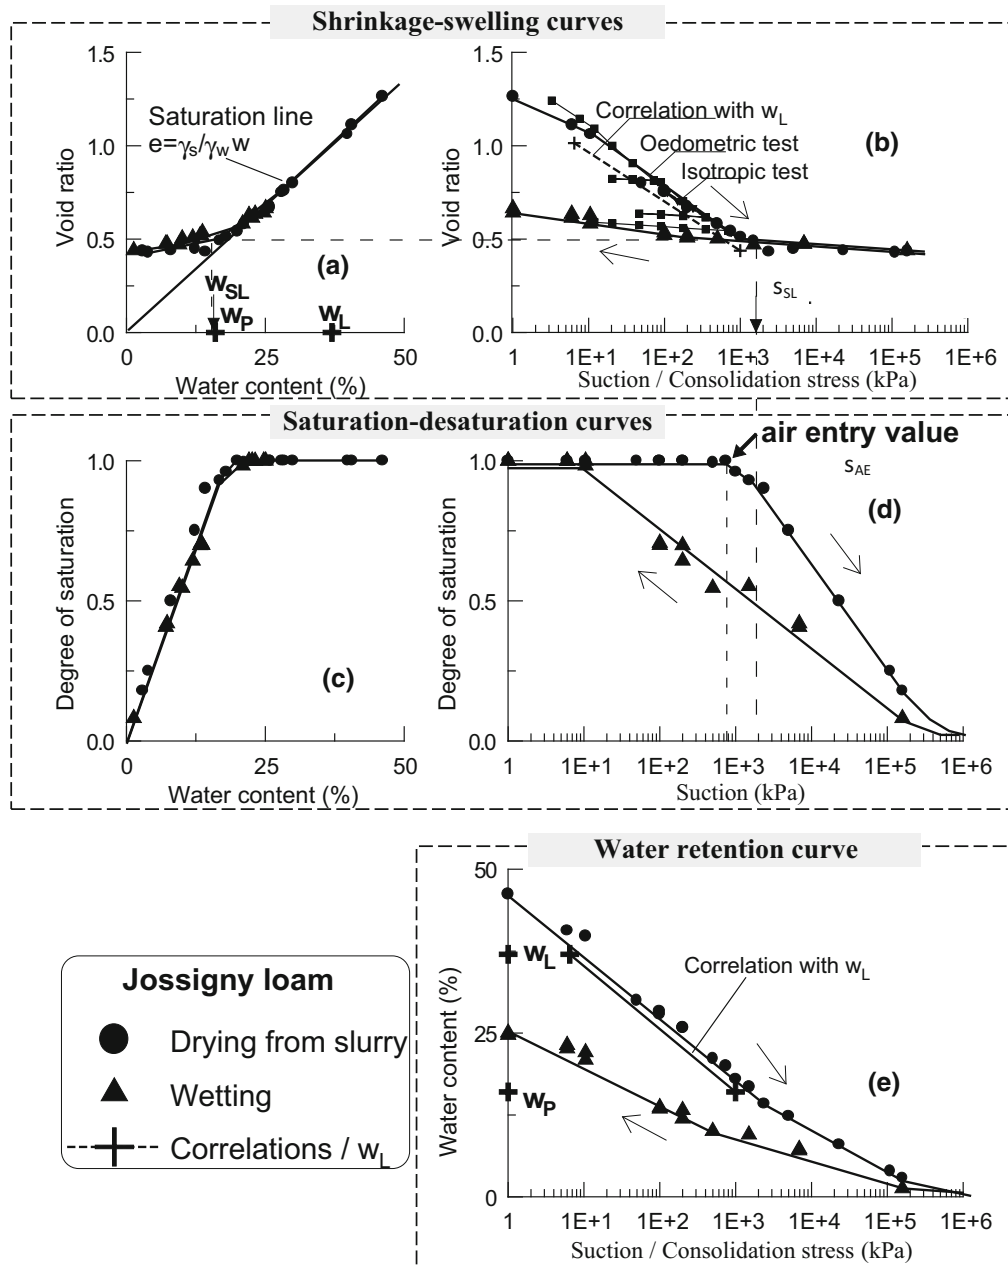 Shrinkage-swelling curves
1.5
1.0
0.5
0.0
Void ratio
Saturation line
e=γs/γw w
(a)
wSL
wP
wL
0
25
50
Water content (%)
1.5
1.0
0.5
0.0
Void ratio
Correlation with wL
Oedometric test
Isotropic test
(b)
sSL
1
1E+1
1E+2
1E+3
1E+4
1E+5
1E+6
Suction / Consolidation stress (kPa)
Saturation-desaturation curves
1.0
0.5
0.0
Degree of saturation
(c)
0
25
50
Water content (%)
air entry value
sAE
1.0
0.5
0.0
Degree of saturation
(d)
1
1E+1
1E+2
1E+3
1E+4
1E+5
1E+6
Suction (kPa)
Water retention curve
50
25
0
Water content (%)
wL
wP
Correlation with wL
(e)
1
1E+1
1E+2
1E+3
1E+4
1E+5
1E+6
Suction / Consolidation stress (kPa)
Jossigny loam
Drying from slurry
Wetting
Correlations / wL